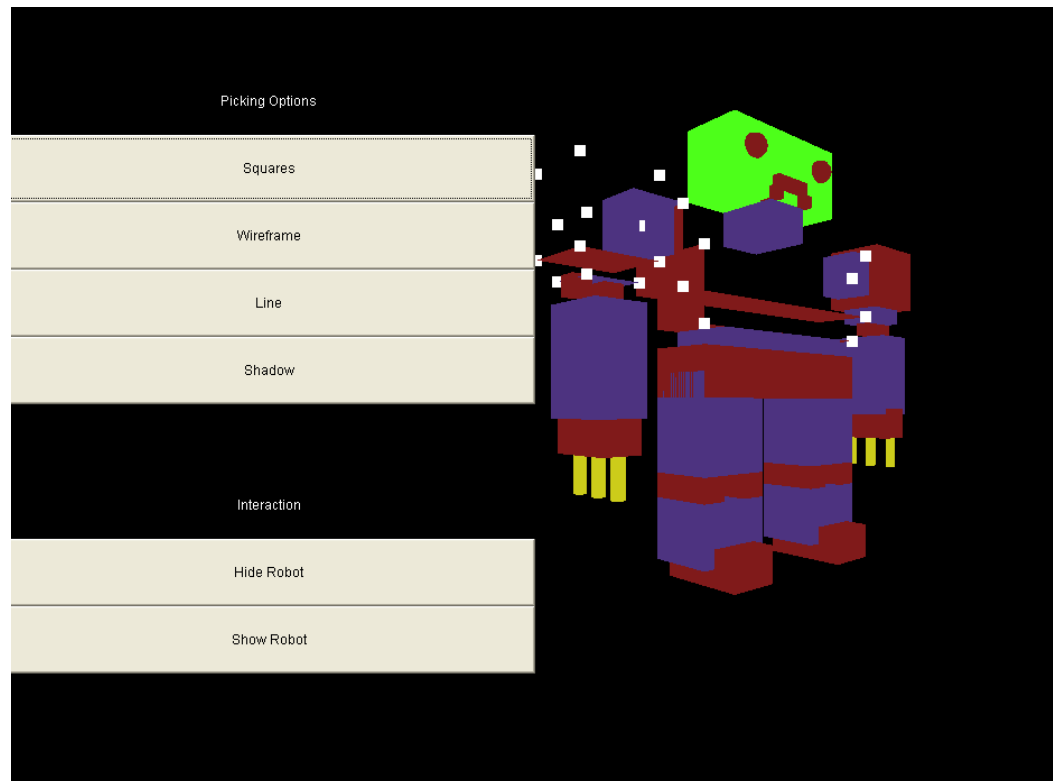 Picking Options
Squares
Wireframe
Line
Shadow
Interaction
Hide Robot
Show Robot